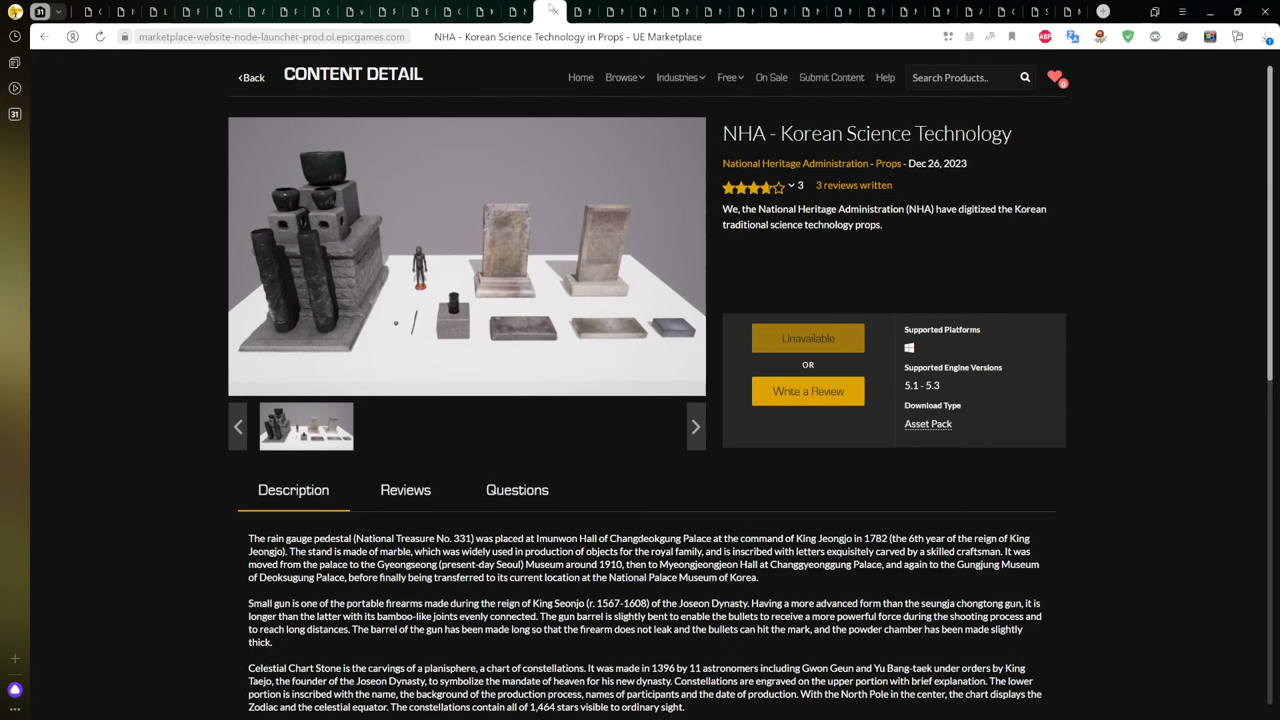 31
marketplace-website-node-launcher-prod.ol.epicgames.com
NHA - Korean Science Technology in Props - UE Marketplace
ABP
31
Back
CONTENT DETAIL
Home
Browse
Industries
Free
On Sale
Submit Content
Help
Search Products..
0
NHA - Korean Science Technology
National Heritage Administration - Props - Dec 26, 2023
3
3 reviews written
We, the National Heritage Administration (NHA) have digitized the Korean
traditional science technology props.
Unavailable
OR
Write a Review
Supported Platforms
Supported Engine Versions
5.1 - 5.3
Download Type
Asset Pack
Description
Reviews
Questions
The rain gauge pedestal (National Treasure No. 331) was placed at Imunwon Hall of Changdeokgung Palace at the command of King Jeongjo in 1782 (the 6th year of the reign of King
Jeongjo). The stand is made of marble, which was widely used in production of objects for the royal family, and is inscribed with letters exquisitely carved by a skilled craftsman. It was
moved from the palace to the Gyeongseong (present-day Seoul) Museum around 1910, then to Myeongjeongjeon Hall at Changgyeonggung Palace, and again to the Gungjung Museum
of Deoksugung Palace, before finally being transferred to its current location at the National Palace Museum of Korea.
Small gun is one of the portable firearms made during the reign of King Seonjo (r. 1567-1608) of the Joseon Dynasty. Having a more advanced form than the seungja chongtong gun, it is
longer than the latter with its bamboo-like joints evenly connected. The gun barrel is slightly bent to enable the bullets to receive a more powerful force during the shooting process and
to reach long distances. The barrel of the gun has been made long so that the firearm does not leak and the bullets can hit the mark, and the powder chamber has been made slightly
thick.
Celestial Chart Stone is the carvings of a planisphere, a chart of constellations. It was made in 1396 by 11 astronomers including Gwon Geun and Yu Bang-taek under orders by King
Taejo, the founder of the Joseon Dynasty, to symbolize the mandate of heaven for his new dynasty. Constellations are engraved on the upper portion with brief explanation. The lower
portion is inscribed with the name, the background of the production process, names of participants and the date of production. With the North Pole in the center, the chart displays the
Zodiac and the celestial equator. The constellations contain all of 1,464 stars visible to ordinary sight.